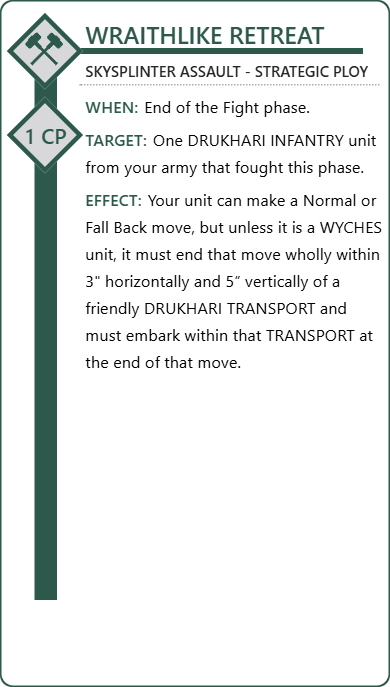 WRAITHLIKE RETREAT
SKYSPLINTER ASSAULT - STRATEGIC PLOY
1 CP
WHEN: End of the Fight phase.
TARGET: One DRUKHARI INFANTRY unit
from your army that fought this phase.
EFFECT: Your unit can make a Normal or
Fall Back move, but unless it is a WYCHES
unit, it must end that move wholly within
3" horizontally and 5“ vertically of a
friendly DRUKHARI TRANSPORT and
must embark within that TRANSPORT at
the end of that move.